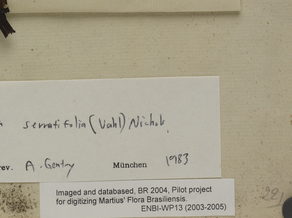 serratifolia (Vahl) Nichols.
rev. A. Gentry München 1983
Imaged and databased, BR 2004, Pilot project
for digitizing Martius' Flora Brasiliensis.
ENBI-WP13 (2003-2005)